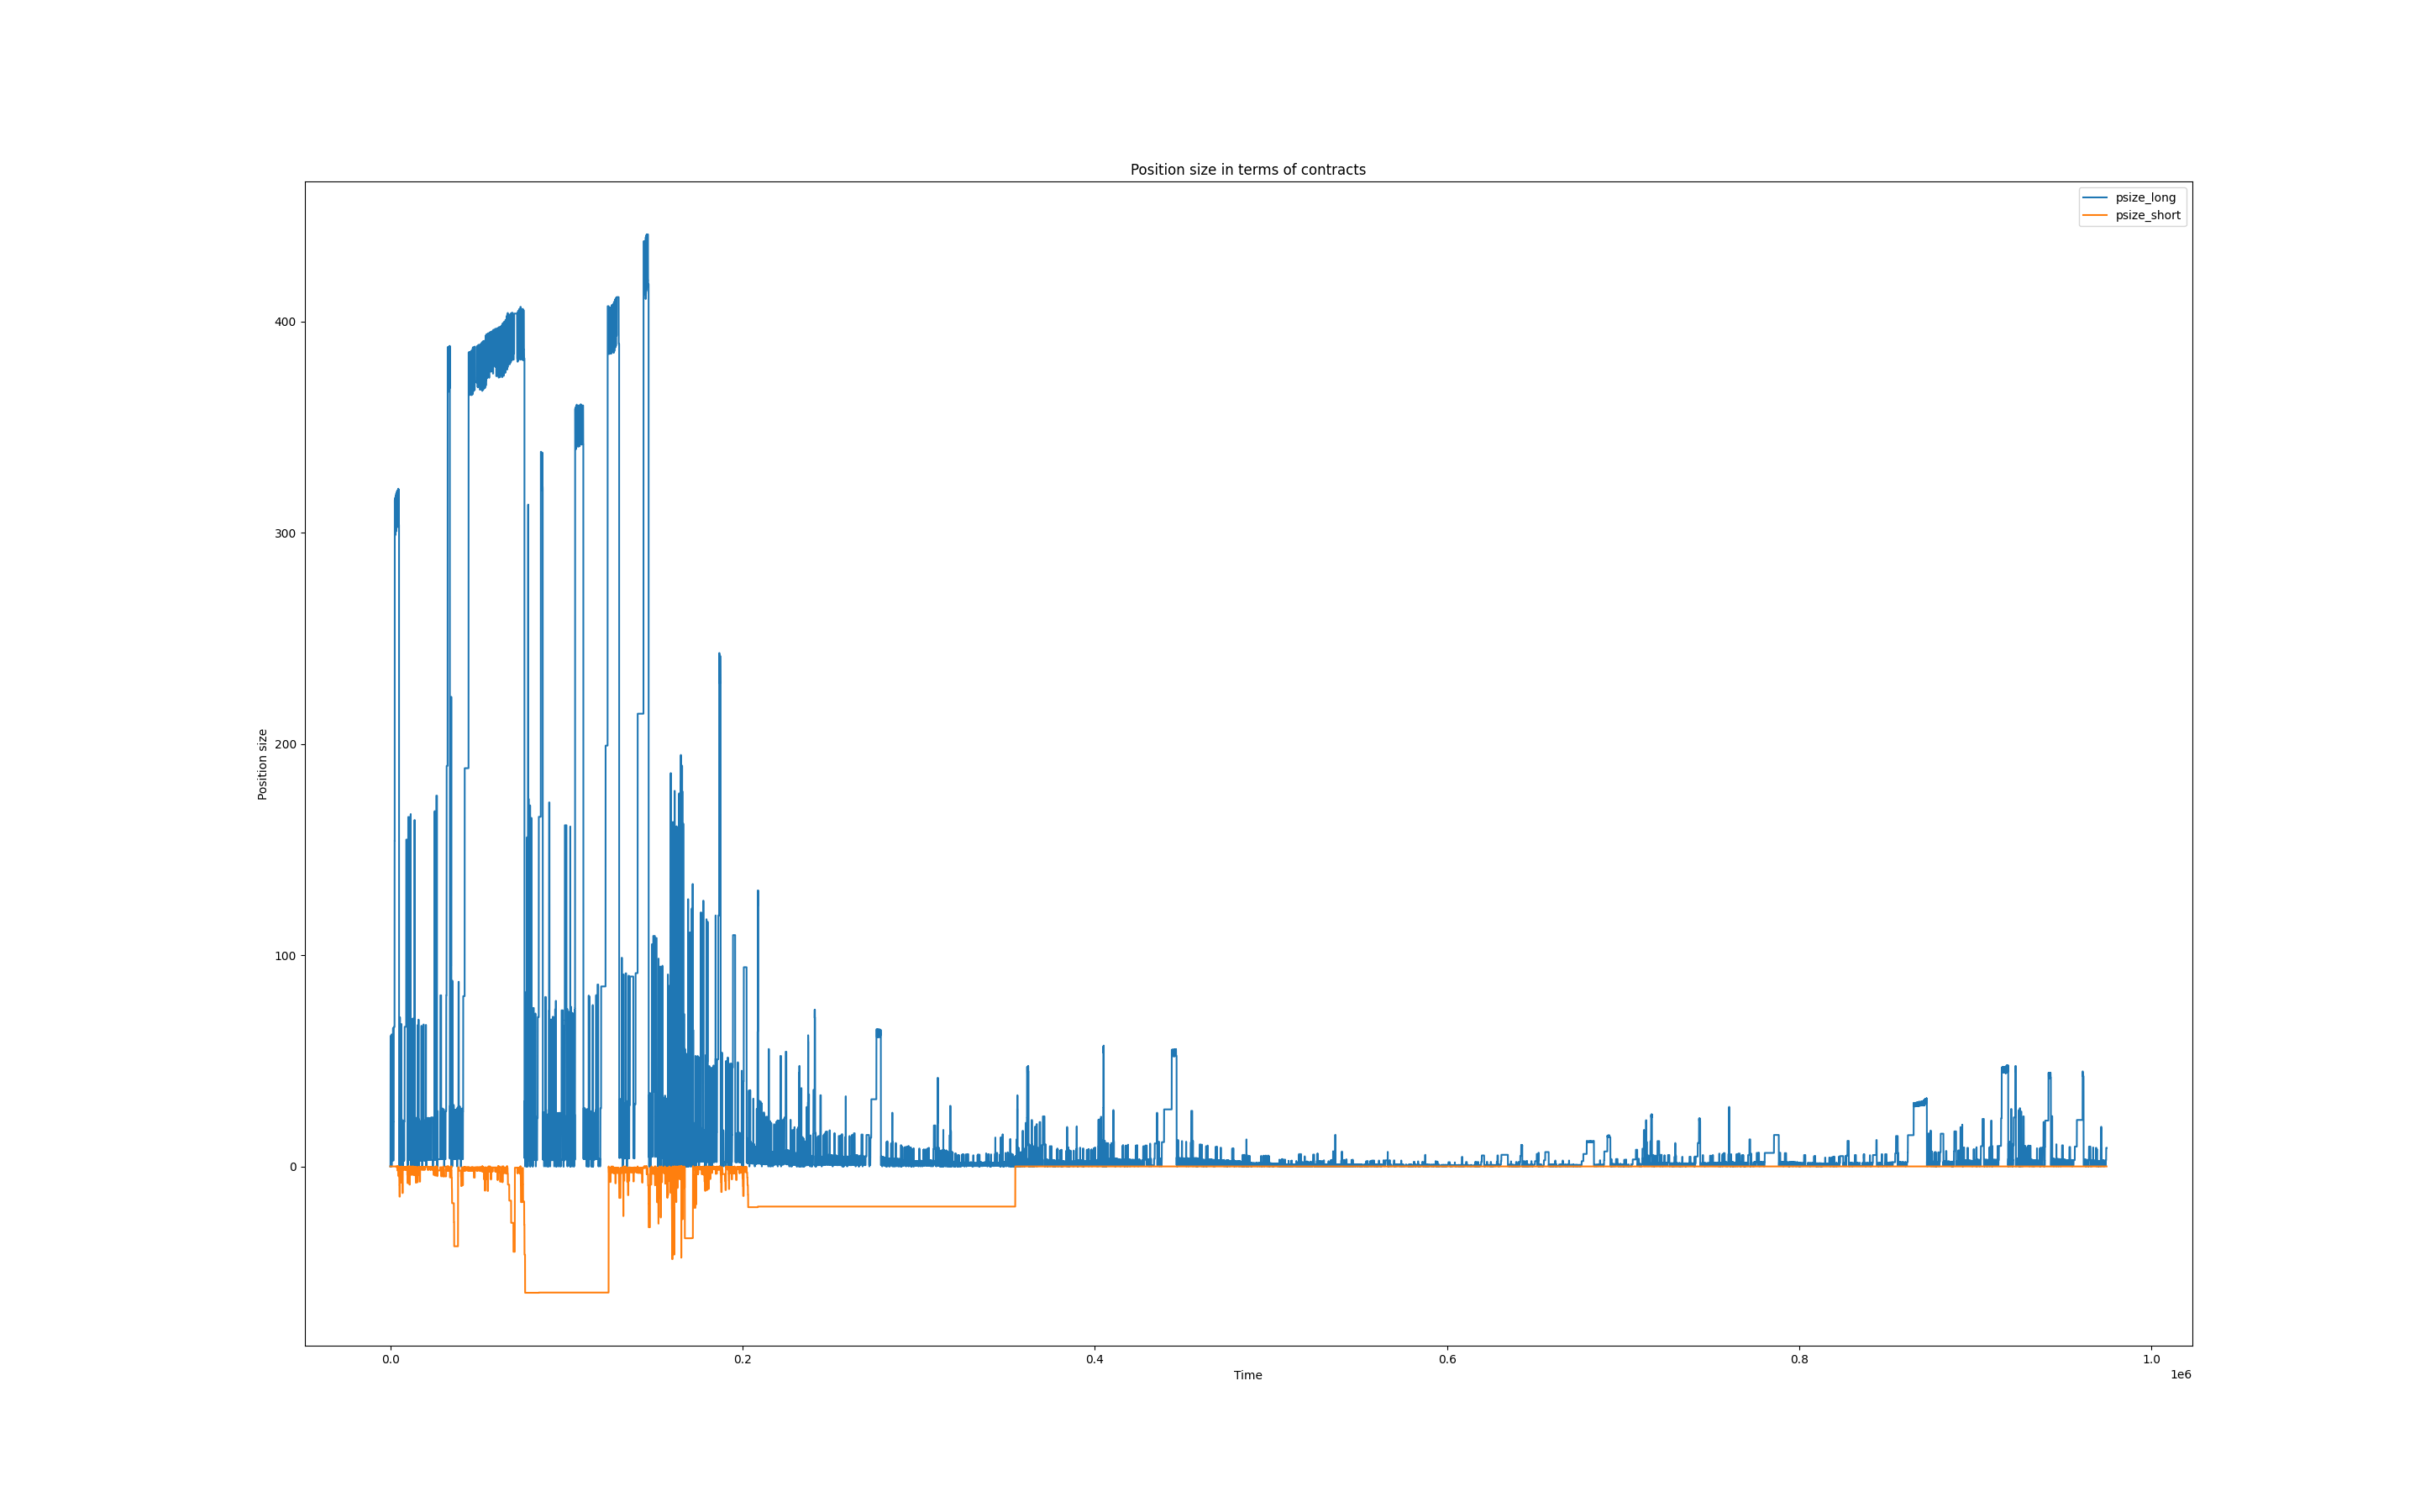 Position size in terms of contracts
psize_long
psize_short
Position size
400
300
200
100
0
0.0 0.2 0.4 0.6 0.8 1.0
Time
1e6